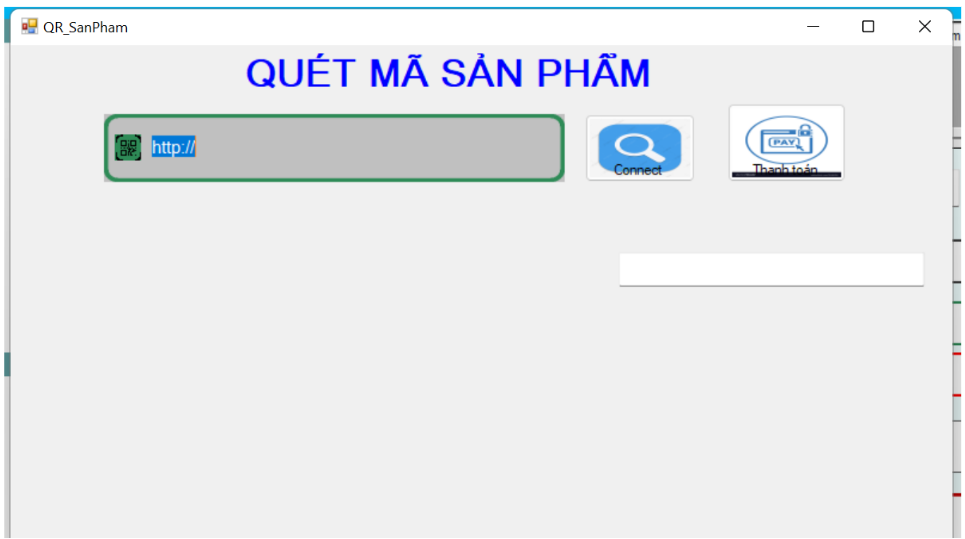 QR_SanPham
QUÉT MÃ SẢN PHẨM
http://
Connect
PAY
Thanh toán